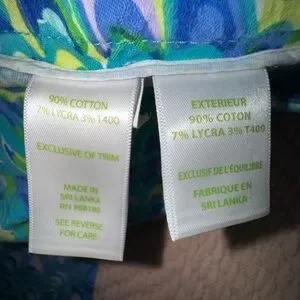 90% COTTON
7% LYCRA 3% T400
EXCLUSIVE OF TRIM
MADE IN
SRI LANKA
SEE REVERSE
FOR CARE
EXTERIEUR
90% COTON
7% LYCRA 3% T400
EXCLUSIF DE L'ÉQUILIBRE
FABRIQUE EN
SRI LANKA